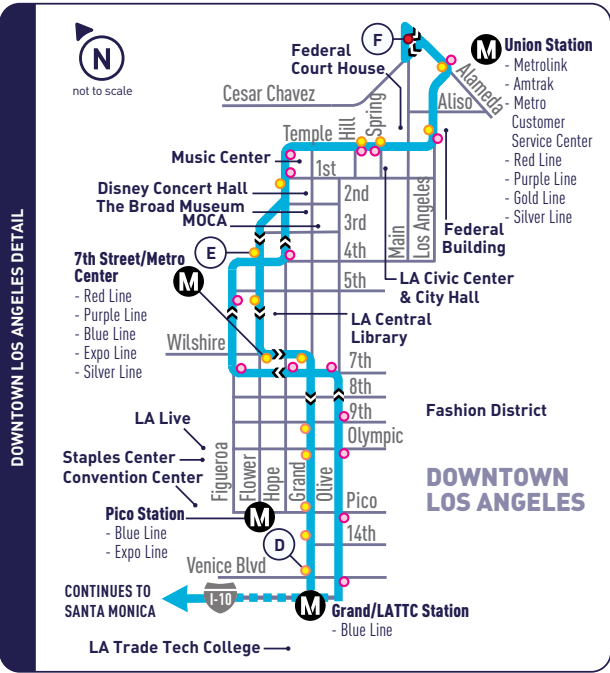 DOWNTOWN LOS ANGELES DETAIL
N
not to scale
F
M
Union Station
- Metrolink
- Amtrak
- Metro
Customer
Service Center
- Red Line
- Purple Line
- Gold Line
- Silver Line
Federal
Court House
Cesar Chavez
Alameda
Aliso
Temple
Hill
Spring
Music Center
1st
Disney Concert Hall
2nd
The Broad Museum
MOCA
3rd
Main
Los Angeles
Federal
Building
E
4th
7th Street/Metro
Center
M
- Red Line
- Purple Line
- Blue Line
- Expo Line
- Silver Line
5th
LA Civic Center
& City Hall
LA Central
Library
Wilshire
7th
8th
9th
Fashion District
LA Live
Olympic
Staples Center
Convention Center
Figueroa
Flower
Hope
Grand
Olive
DOWNTOWN
LOS ANGELES
Pico Station
M
- Blue Line
- Expo Line
Pico
14th
D
Venice Blvd
CONTINUES TO
SANTA MONICA
I-10
M
Grand/LATTC Station
- Blue Line
LA Trade Tech College